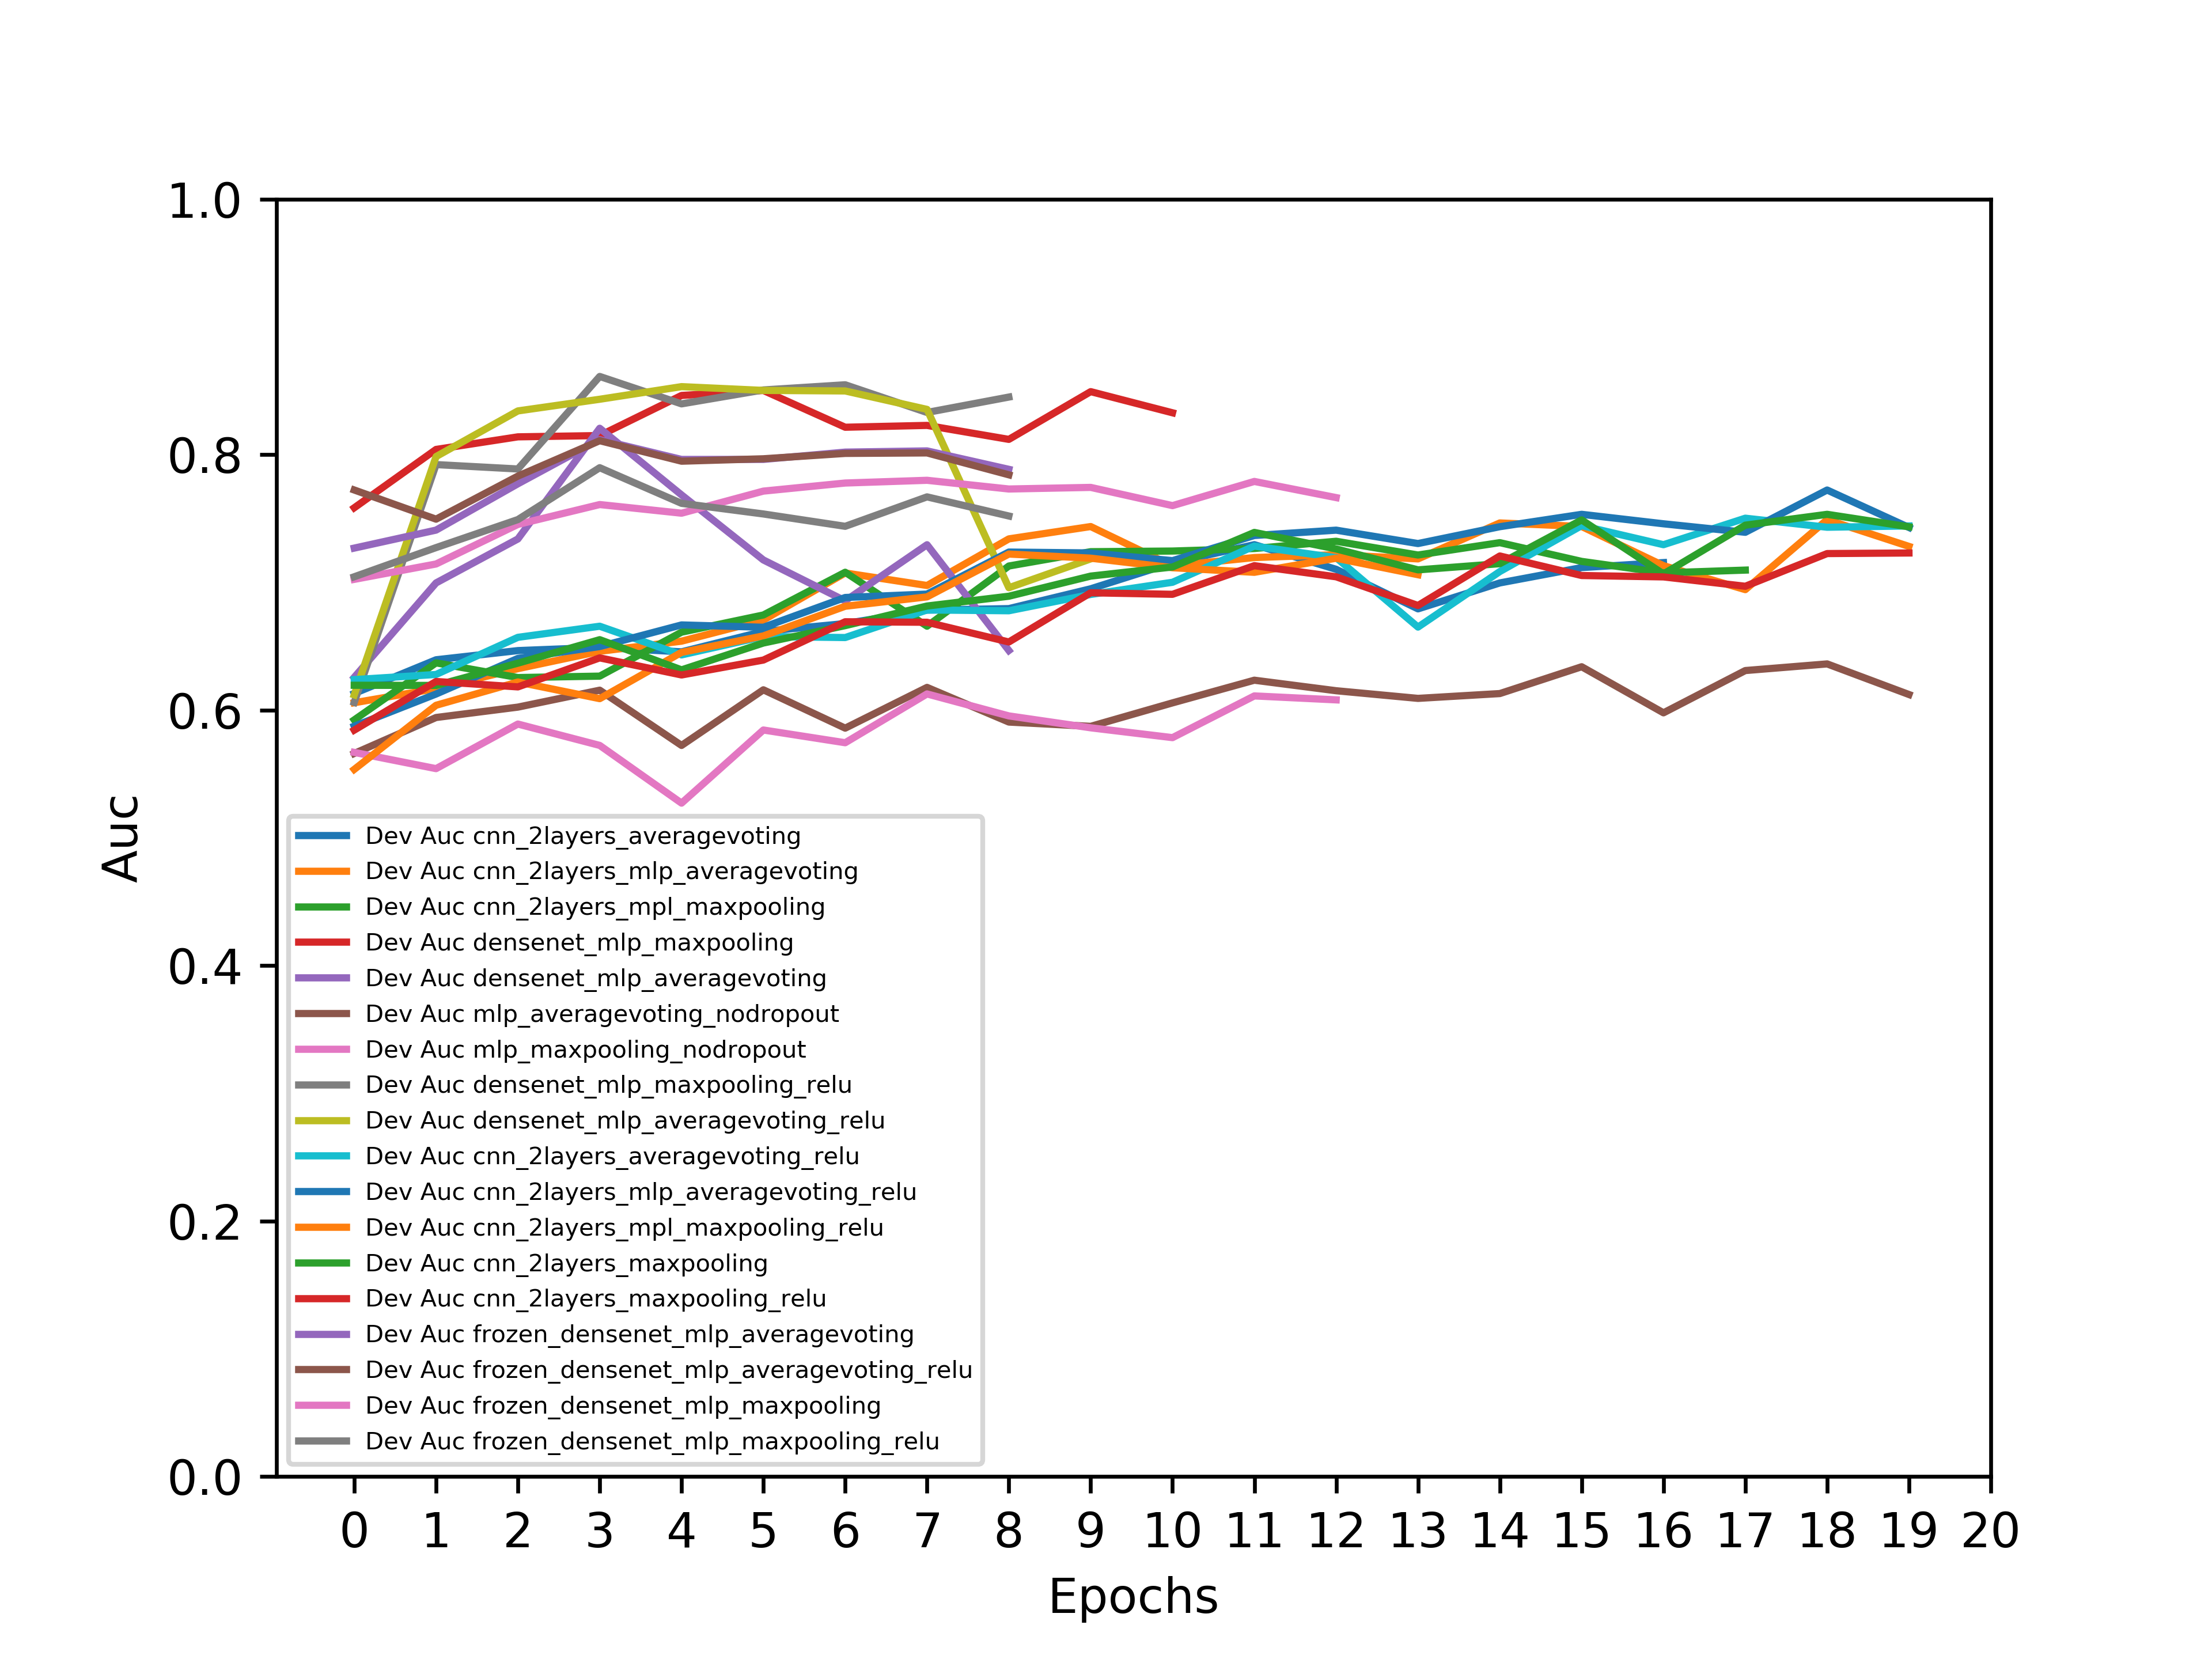 1.0
0.8
0.6
0.4
0.2
0.0
Auc
Dev Auc cnn_2layers_averagevoting
Dev Auc cnn_2layers_mlp_averagevoting
Dev Auc cnn_2layers_mpl_maxpooling
Dev Auc densenet_mlp_maxpooling
Dev Auc densenet_mlp_averagevoting
Dev Auc mlp_averagevoting_nodropout
Dev Auc mlp_maxpooling_nodropout
Dev Auc densenet_mlp_maxpooling_relu
Dev Auc densenet_mlp_averagevoting_relu
Dev Auc cnn_2layers_averagevoting_relu
Dev Auc cnn_2layers_mlp_averagevoting_relu
Dev Auc cnn_2layers_mpl_maxpooling_relu
Dev Auc cnn_2layers_maxpooling
Dev Auc cnn_2layers_maxpooling_relu
Dev Auc frozen_densenet_mlp_averagevoting
Dev Auc frozen_densenet_mlp_averagevoting_relu
Dev Auc frozen_densenet_mlp_maxpooling
Dev Auc frozen_densenet_mlp_maxpooling_relu
0 1 2 3 4 5 6 7 8 9 10 11 12 13 14 15 16 17 18 19 20
Epochs